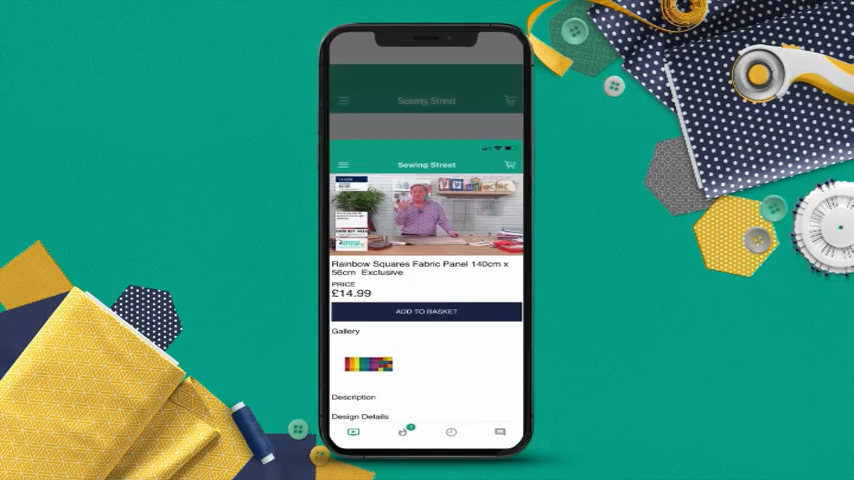 Sewing Street
Sewing Street
Rainbow Squares Fabric Panel 140cm x
56cm Exclusive
PRICE
£14.99
ADD TO BASKET
Gallery
Description
Design Details
1